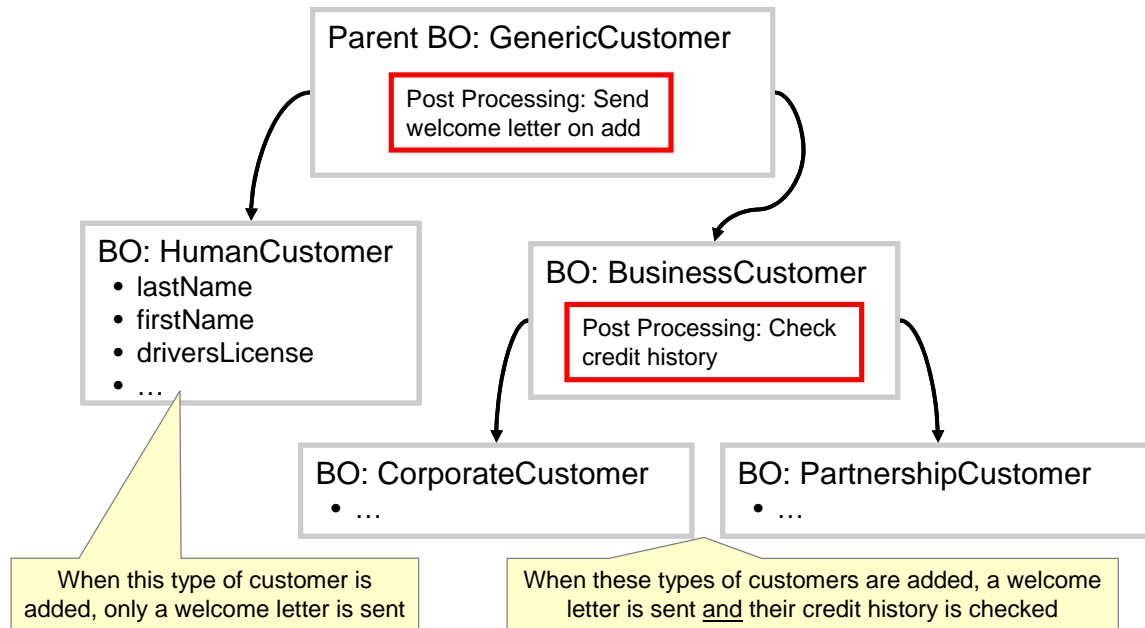 Parent BO: GenericCustomer
Post Processing: Send
welcome letter on add
BO: HumanCustomer
• lastName
• firstName
• driversLicense
• …
BO: BusinessCustomer
Post Processing: Check
credit history
BO: CorporateCustomer
• …
BO: PartnershipCustomer
• …
When this type of customer is
added, only a welcome letter is sent
When these types of customers are added, a welcome
letter is sent and their credit history is checked